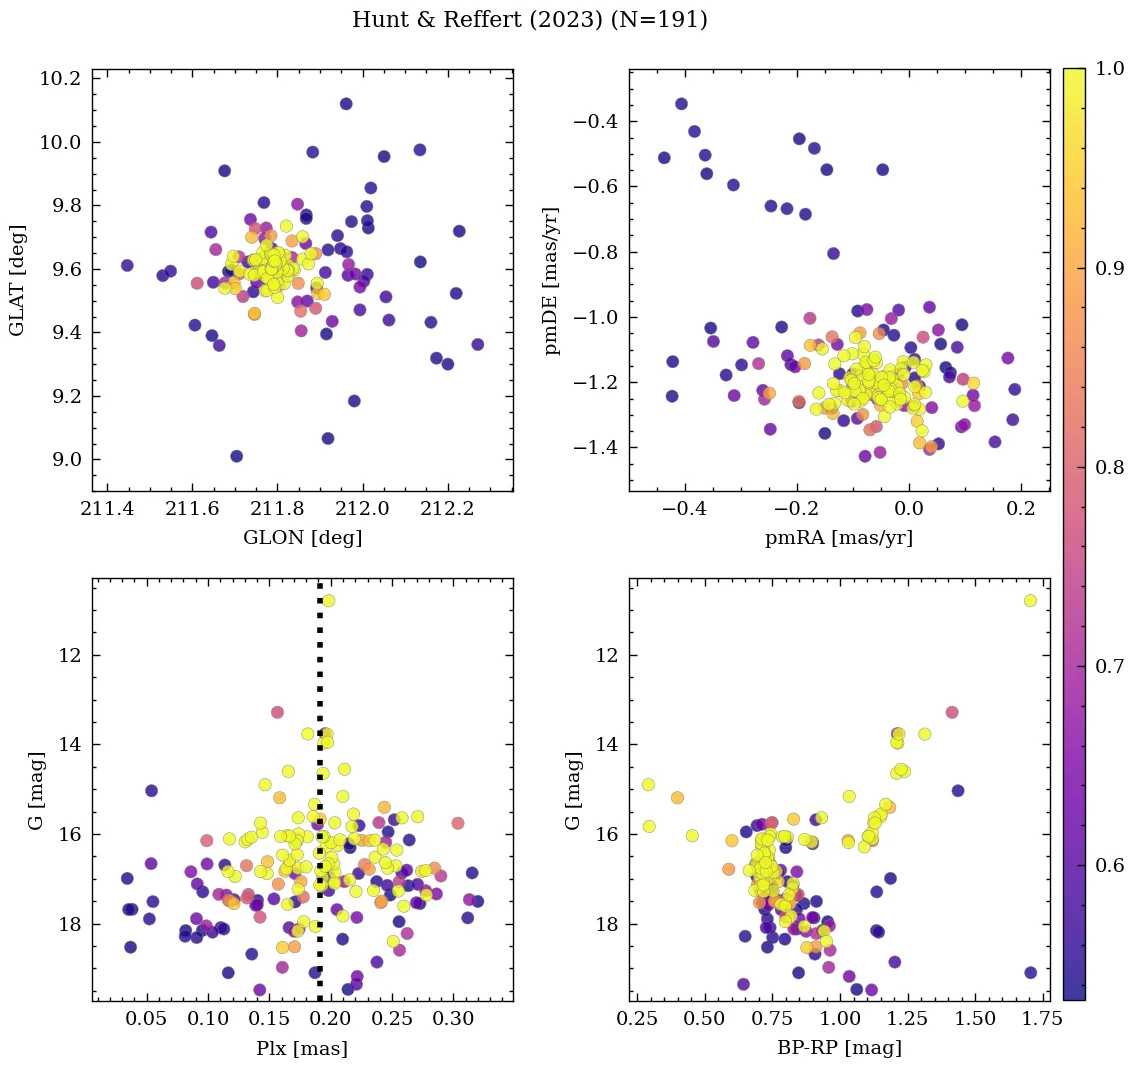 Hunt & Reffert (2023) (N=191)
10.2
10.0
9.8
9.6
9.4
9.2
9.0
GLAT [deg]
211.4 211.6 211.8 212.0 212.2
GLON [deg]
−0.4
−0.6
−0.8
−1.0
−1.2
−1.4
pmDE [mas/yr]
−0.4 −0.2 0.0 0.2
pmRA [mas/yr]
1.0
0.9
0.8
0.7
0.6
12
14
16
18
G [mag]
0.05 0.10 0.15 0.20 0.25 0.30
Plx [mas]
12
14
16
18
G [mag]
0.25 0.50 0.75 1.00 1.25 1.50 1.75
BP-RP [mag]